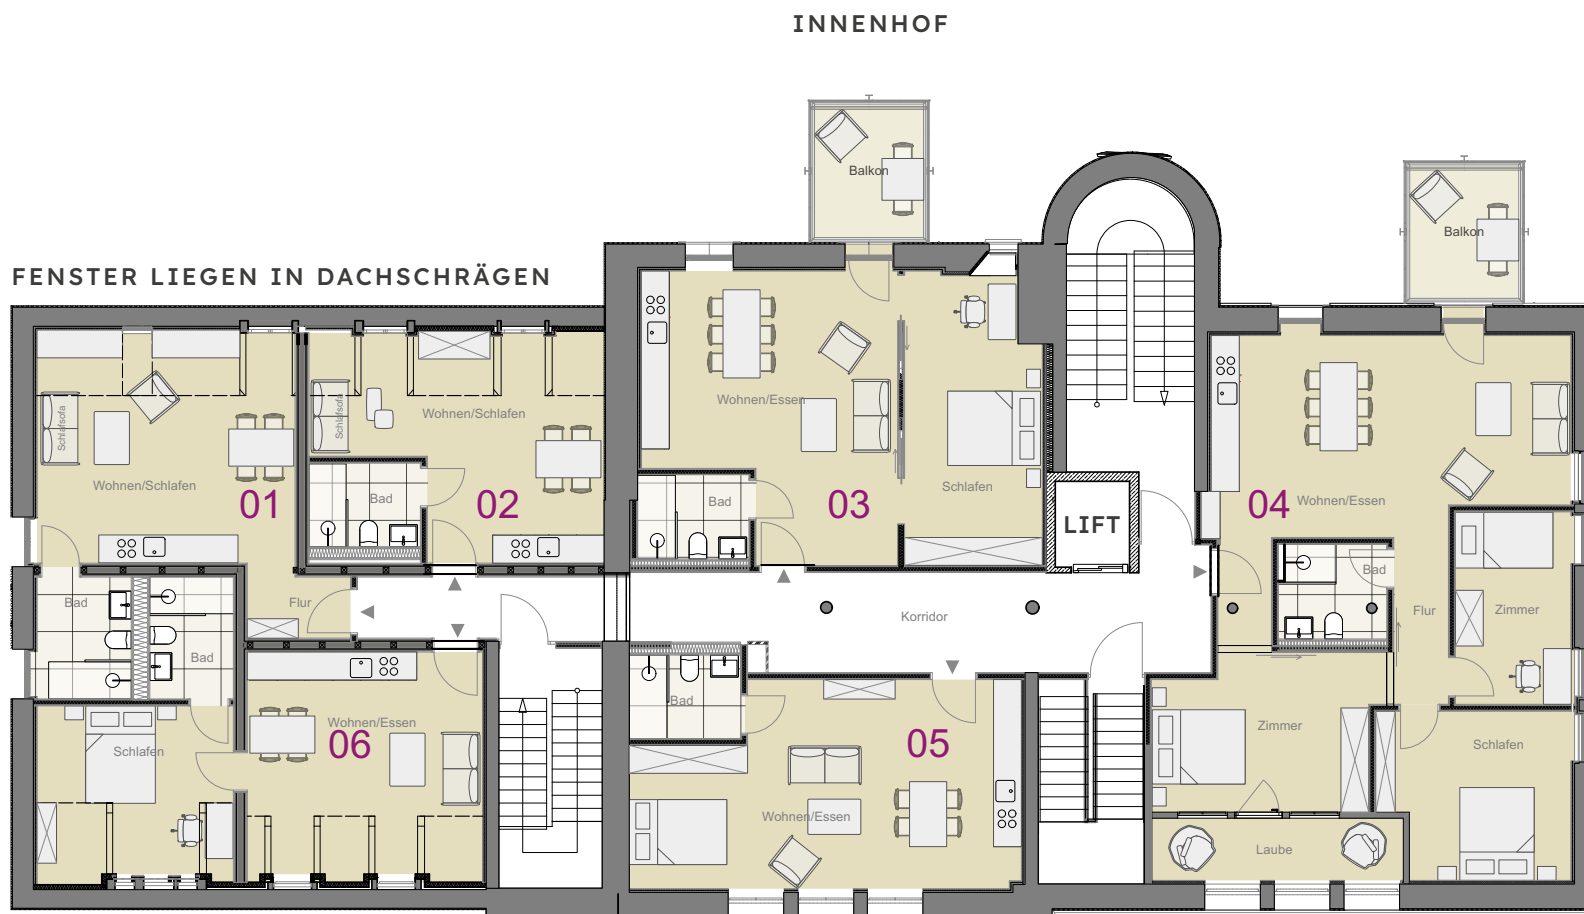 INNENHOF
Balkon
Balkon
FENSTER LIEGEN IN DACHSCHRÄGEN
Schlafsofa
Wohnen/Schlafen
01
Schlafsofa
Wohnen/Schlafen
Bad
02
Wohnen/Essen
Bad
03
Schlafen
LIFT
Wohnen/Essen
04
Bad
Flur
Zimmer
Bad
Bad
Flur
Korridor
Schlafen
Wohnen/Essen
06
Bad
05
Wohnen/Essen
Zimmer
Schlafen
Laube